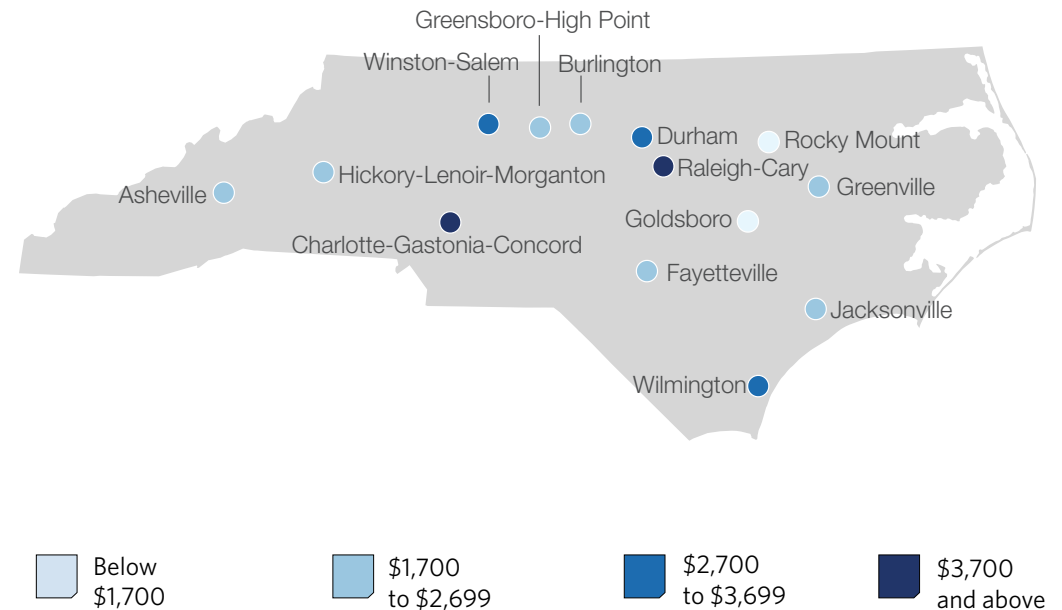 Greensboro-High Point
Winston-Salem
Burlington
Durham
Rocky Mount
Raleigh-Cary
Hickory-Lenoir-Morganton
Asheville
Greenville
Goldsboro
Charlotte-Gastonia-Concord
Fayetteville
Jacksonville
Wilmington
Below
$1,700
$1,700
to $2,699
$2,700
to $3,699
$3,700
and above